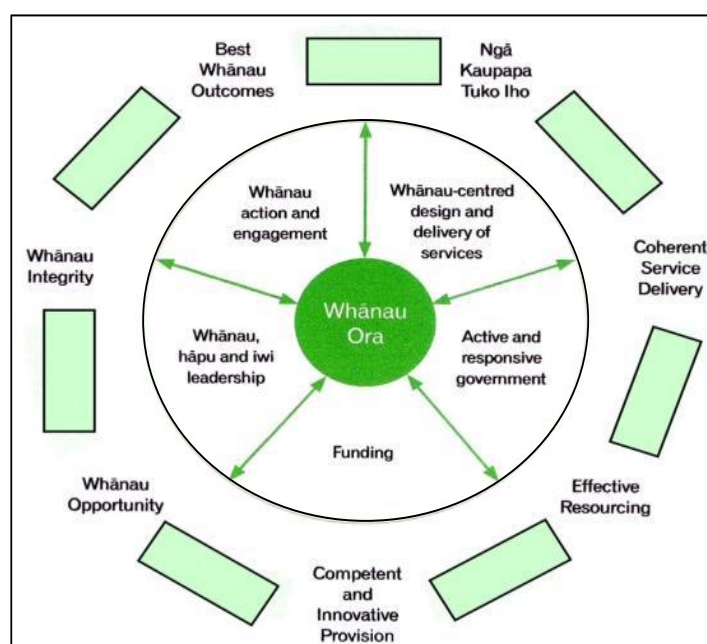 Best
Whānau
Outcomes
Ngā
Kaupapa
Tuko Iho
Whānau
action and
engagement
Whānau-centred
design and
delivery of
services
Whānau
Integrity
Coherent
Service
Delivery
Whānau
Ora
Whānau,
hāpu and iwi
leadership
Active and
responsive
government
Funding
Whānau
Opportunity
Effective
Resourcing
Competent
and
Innovative
Provision